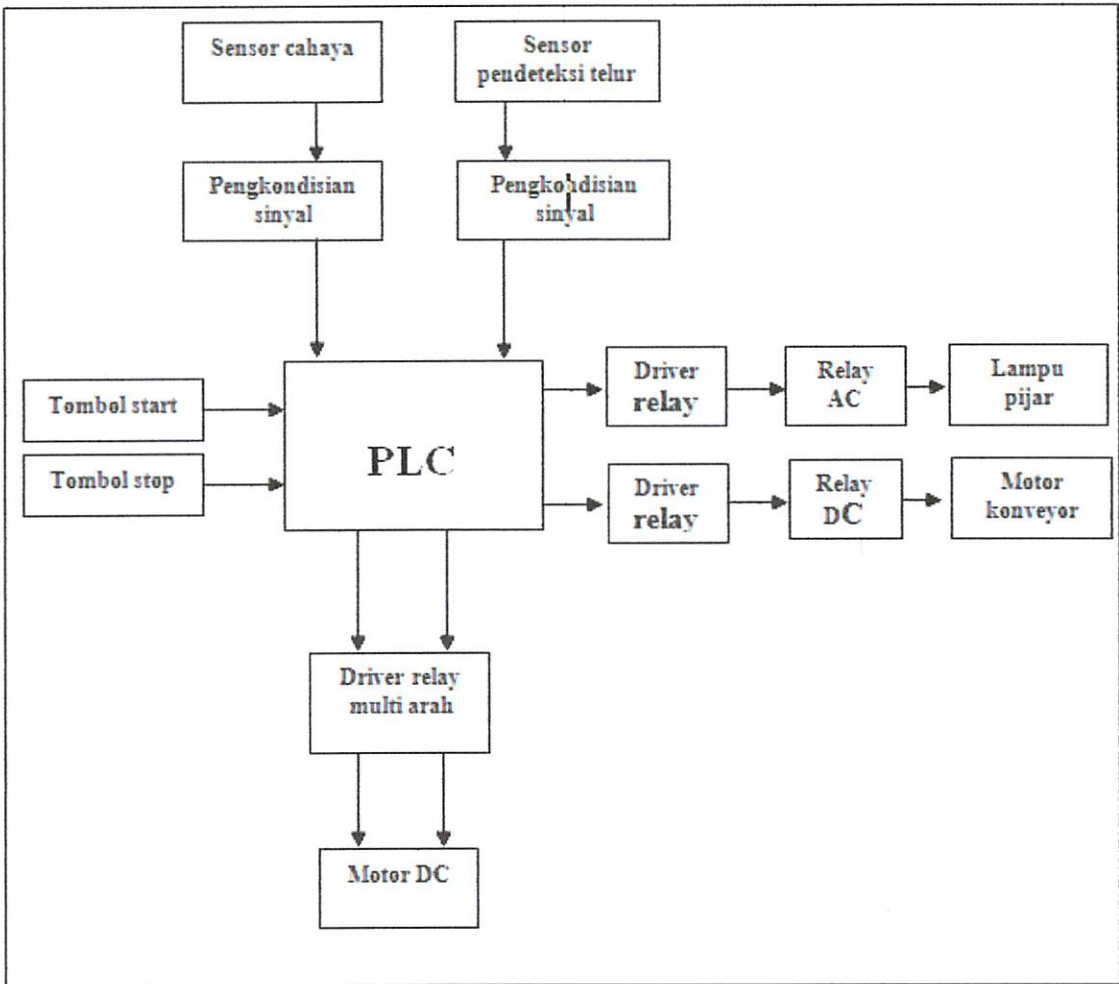 Sensor cahaya
Sensor
pendeteksi telur
Pengkondisian
sinyal
Pengkondisian
sinyal
Tombol start
Tombol stop
PLC
Driver
relay
Relay
AC
Lampu
pijar
Driver
relay
Relay
DC
Motor
konveyor
Driver relay
multi arah
Motor DC